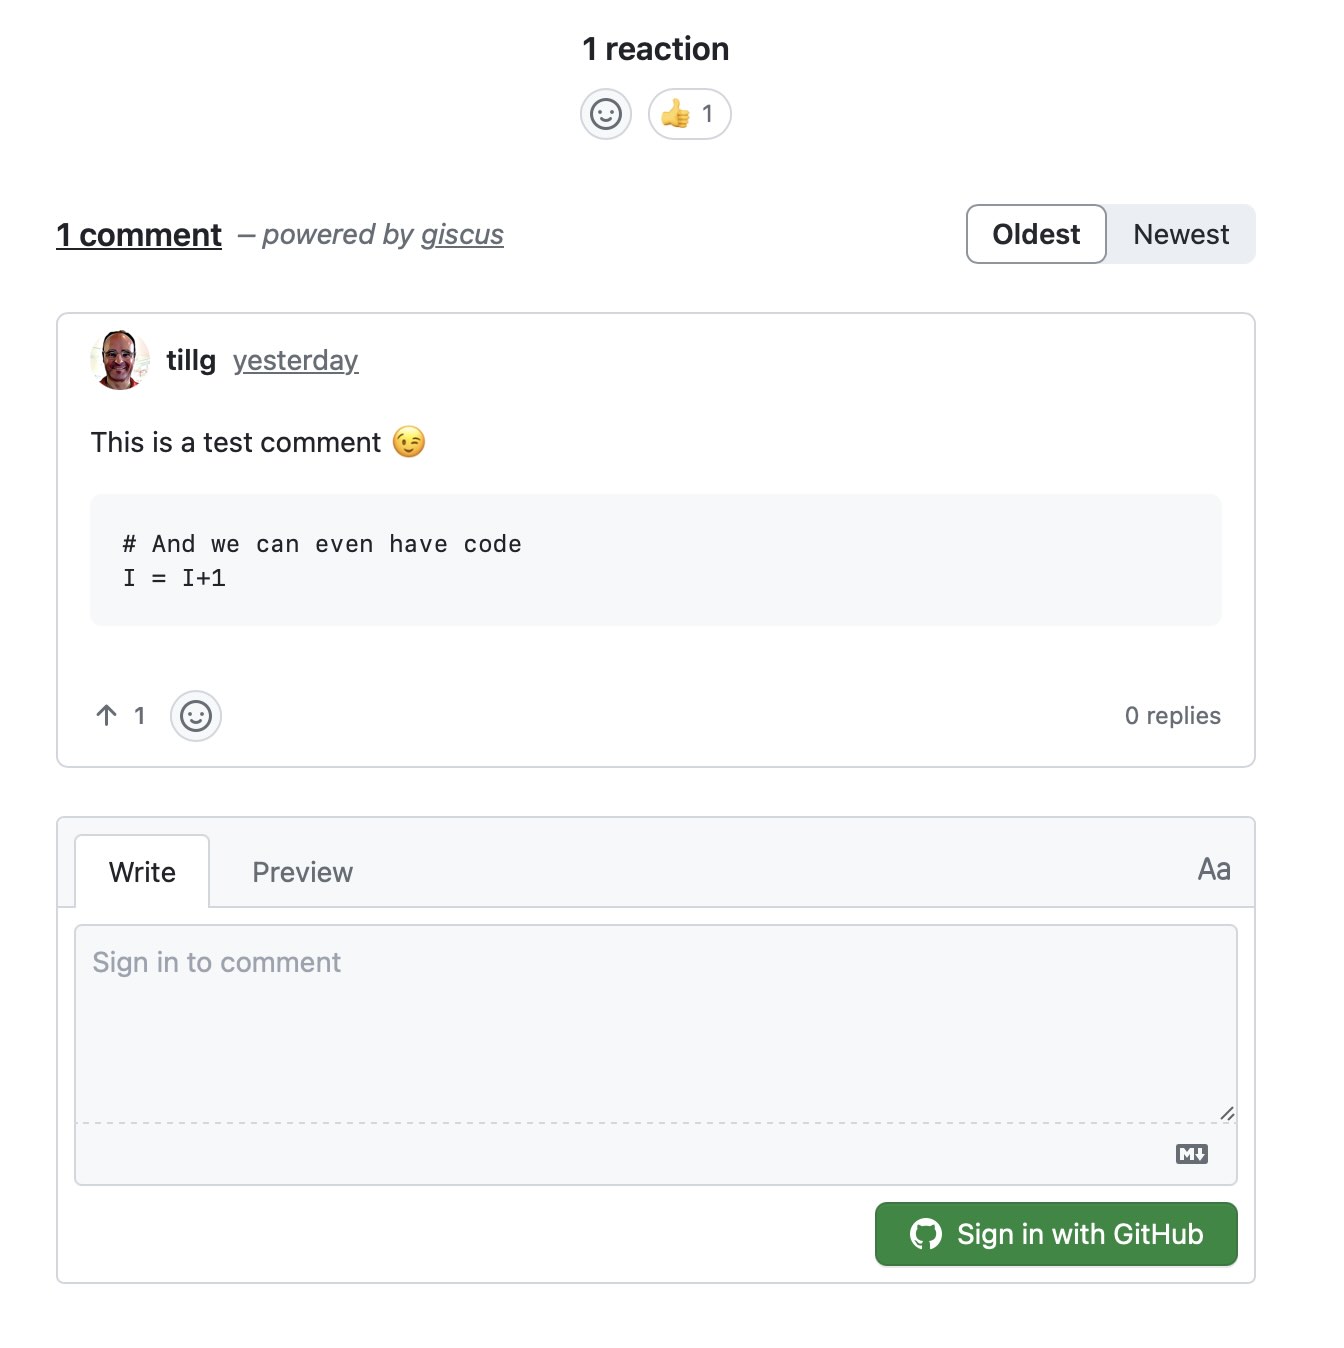 1 reaction
👍 1
1 comment – powered by giscus
Oldest Newest
tillg yesterday
This is a test comment 😉
# And we can even have code
I = I+1
↑ 1
0 replies
Write Preview Aa
Sign in to comment
M↓
Sign in with GitHub